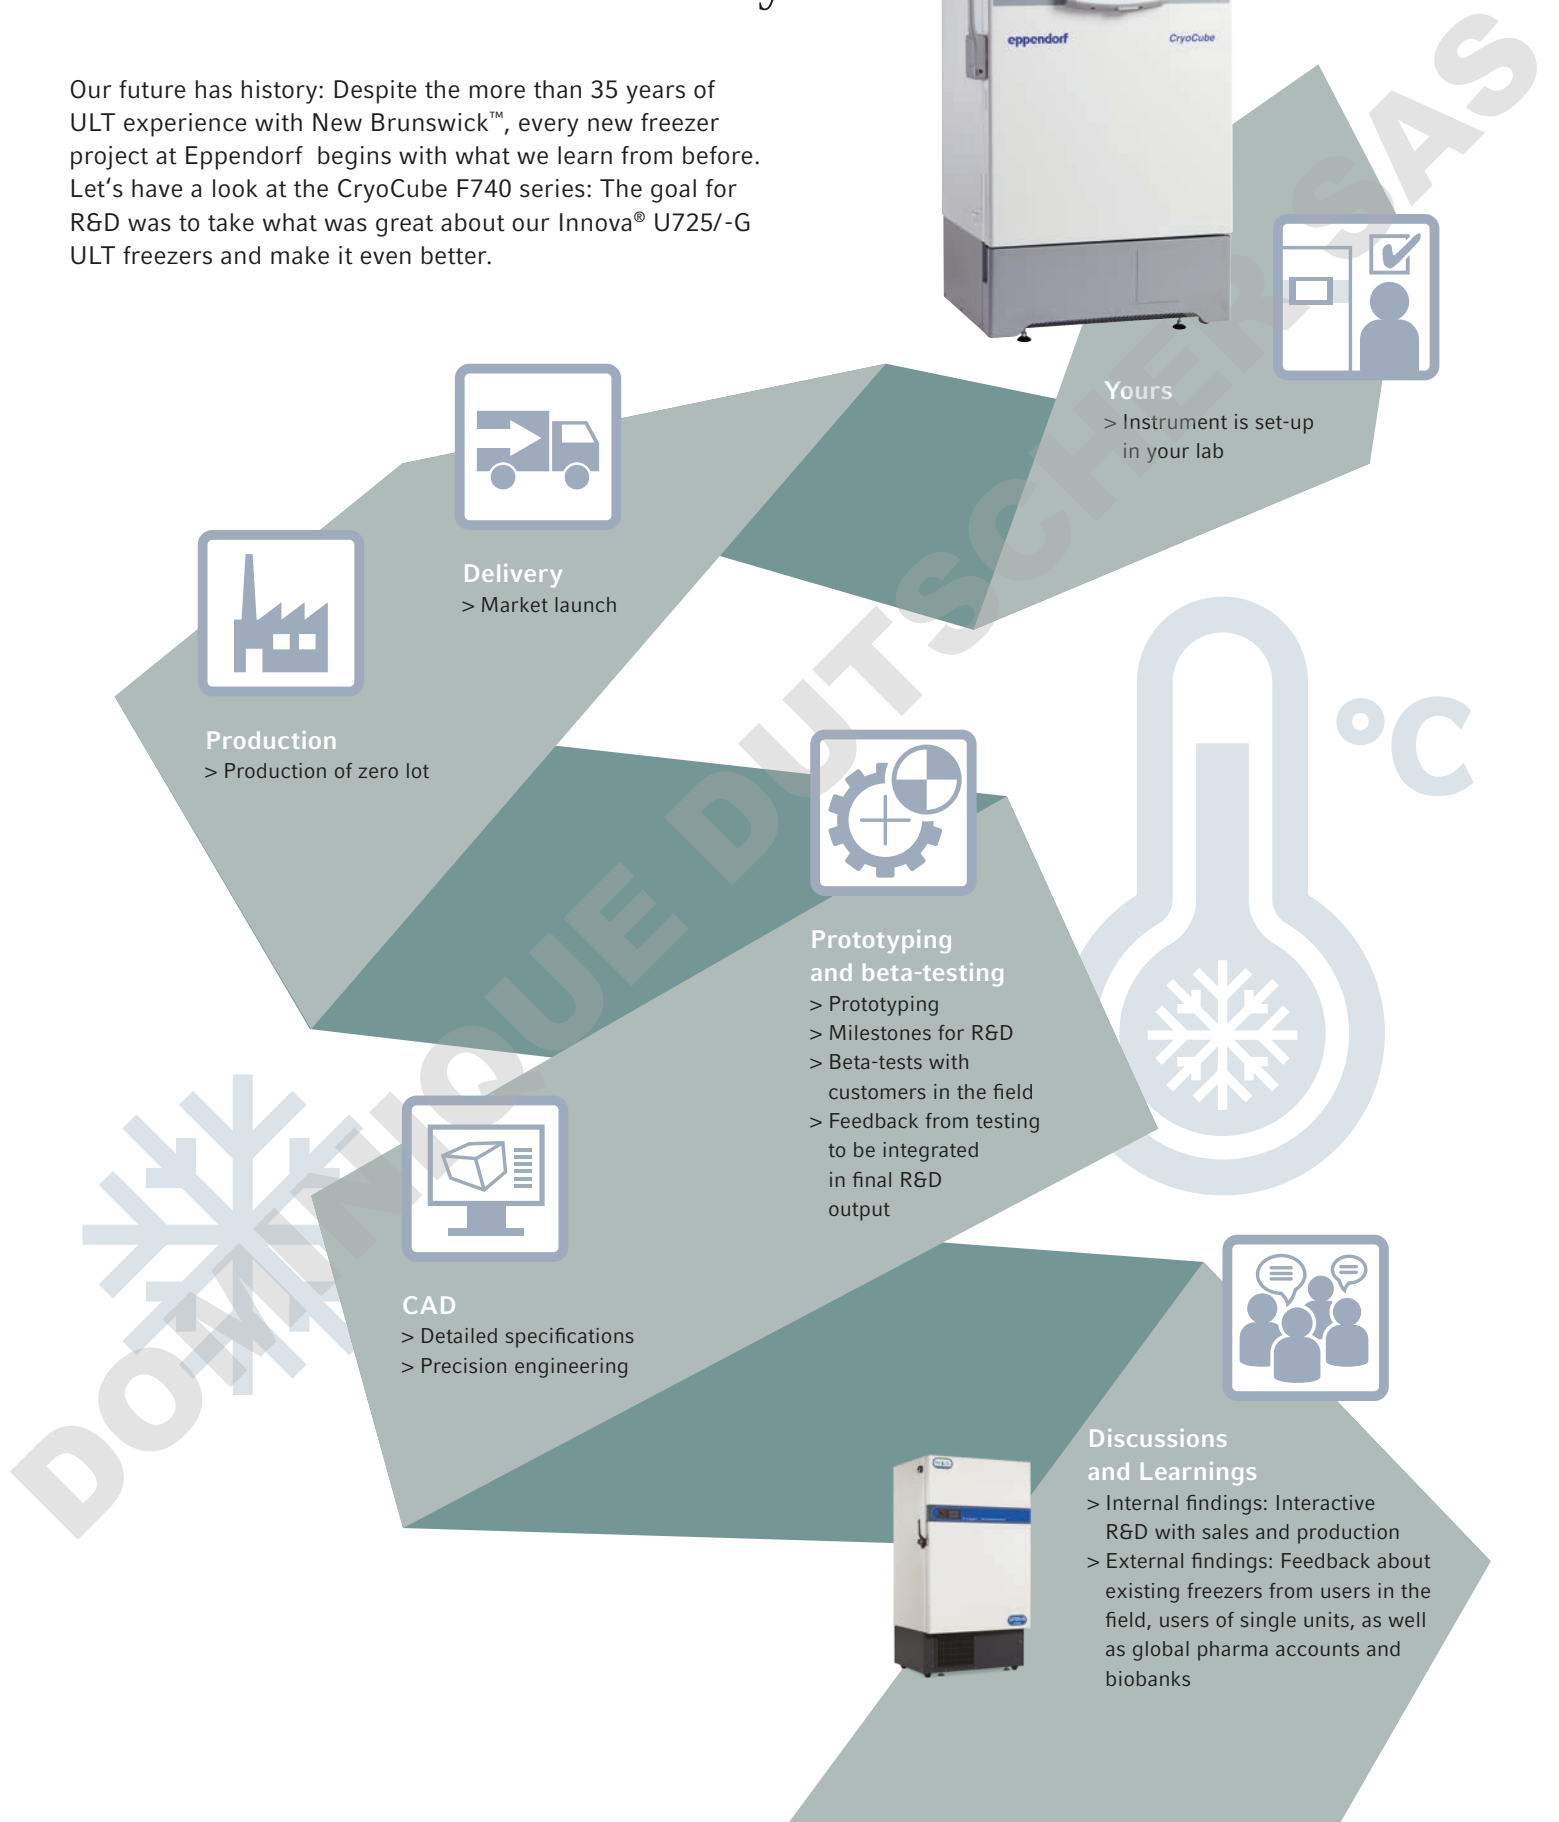 eppendorf
CryoCube
Our future has history: Despite the more than 35 years of
ULT experience with New Brunswick™, every new freezer
project at Eppendorf begins with what we learn from before.
Let‘s have a look at the CryoCube F740 series: The goal for
R&D was to take what was great about our Innova® U725/-G
ULT freezers and make it even better.
Yours
> Instrument is set-up
in your lab
Delivery
> Market launch
Production
> Production of zero lot
°C
Prototyping
and beta-testing
> Prototyping
> Milestones for R&D
> Beta-tests with
customers in the field
> Feedback from testing
to be integrated
in final R&D
output
CAD
> Detailed specifications
> Precision engineering
Discussions
and Learnings
> Internal findings: Interactive
R&D with sales and production
> External findings: Feedback about
existing freezers from users in the
field, users of single units, as well
as global pharma accounts and
biobanks
DOMINIQUE DUTSCHER SAS